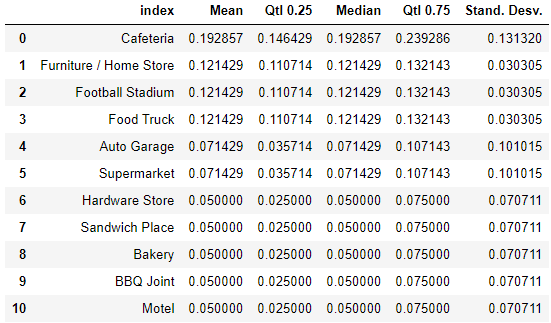 index Mean Qtl 0.25 Median Qtl 0.75 Stand. Desv.
0 Cafeteria 0.192857 0.146429 0.192857 0.239286 0.131320
1 Furniture / Home Store 0.121429 0.110714 0.121429 0.132143 0.030305
2 Football Stadium 0.121429 0.110714 0.121429 0.132143 0.030305
3 Food Truck 0.121429 0.110714 0.121429 0.132143 0.030305
4 Auto Garage 0.071429 0.035714 0.071429 0.107143 0.101015
5 Supermarket 0.071429 0.035714 0.071429 0.107143 0.101015
6 Hardware Store 0.050000 0.025000 0.050000 0.075000 0.070711
7 Sandwich Place 0.050000 0.025000 0.050000 0.075000 0.070711
8 Bakery 0.050000 0.025000 0.050000 0.075000 0.070711
9 BBQ Joint 0.050000 0.025000 0.050000 0.075000 0.070711
10 Motel 0.050000 0.025000 0.050000 0.075000 0.070711